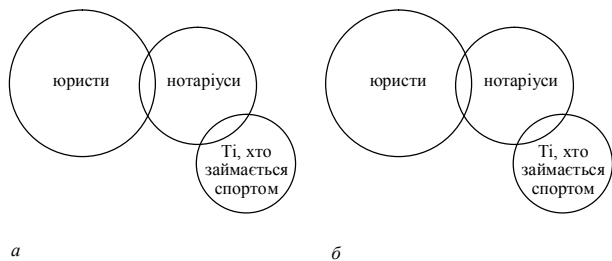 юристи
нотаріуси
Ті, хто
займається
спортом
а
юристи
нотаріуси
Ті, хто
займається
спортом
б